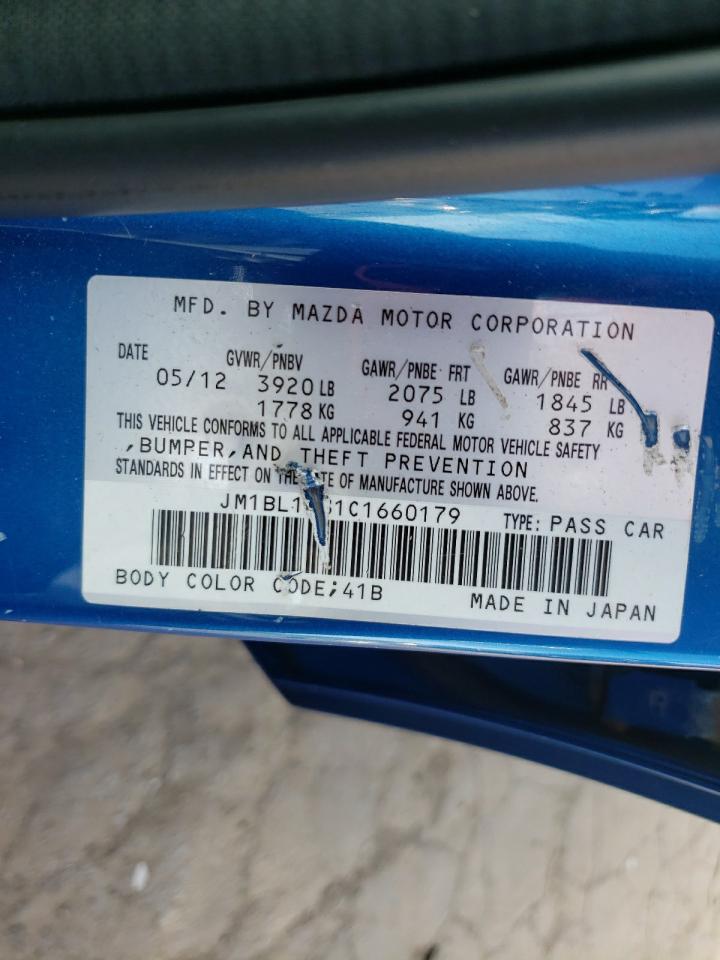 MFD. BY MAZDA MOTOR CORPORATION
DATE GVWR/PNBV GAWR/PNBE FRT GAWR/PNBE RR
05/12 3920 LB 2075 LB 1845 LB
1778 KG 941 KG 837 KG
THIS VEHICLE CONFORMS TO ALL APPLICABLE FEDERAL MOTOR VEHICLE SAFETY
,BUMPER,AND THEFT PREVENTION
STANDARDS IN EFFECT ON THE DATE OF MANUFACTURE SHOWN ABOVE.
TYPE: PASS CAR
BODY COLOR CODE;41B MADE IN JAPAN